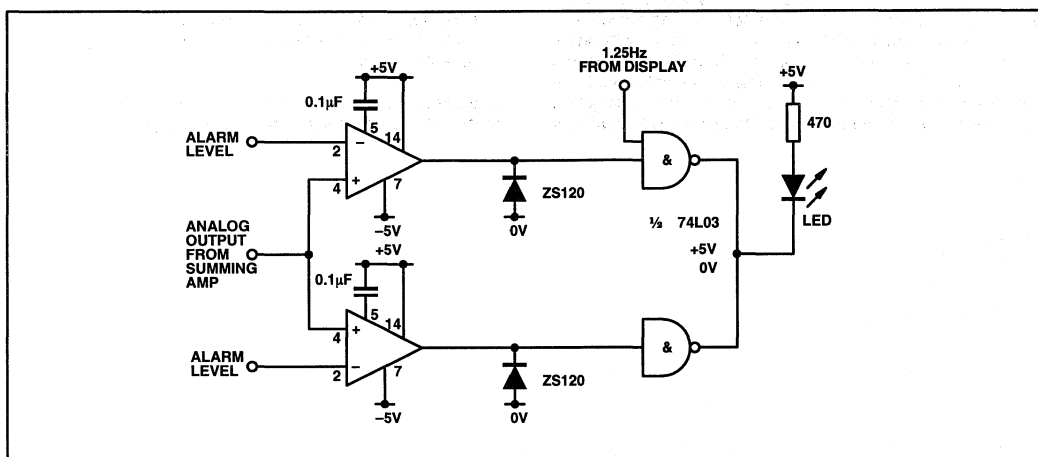 1.25Hz
FROM DISPLAY
+5V
+5V
0.1µF
5
14
470
ALARM
LEVEL
2
−
&
+
4
7
ZS120
LED
−5V
0V
½ 74L03
ANALOG
OUTPUT
FROM
SUMMING
AMP
+5V
+5V
0V
0.1µF
5
14
4
+
&
ALARM
LEVEL
−
2
7
ZS120
−5V
0V